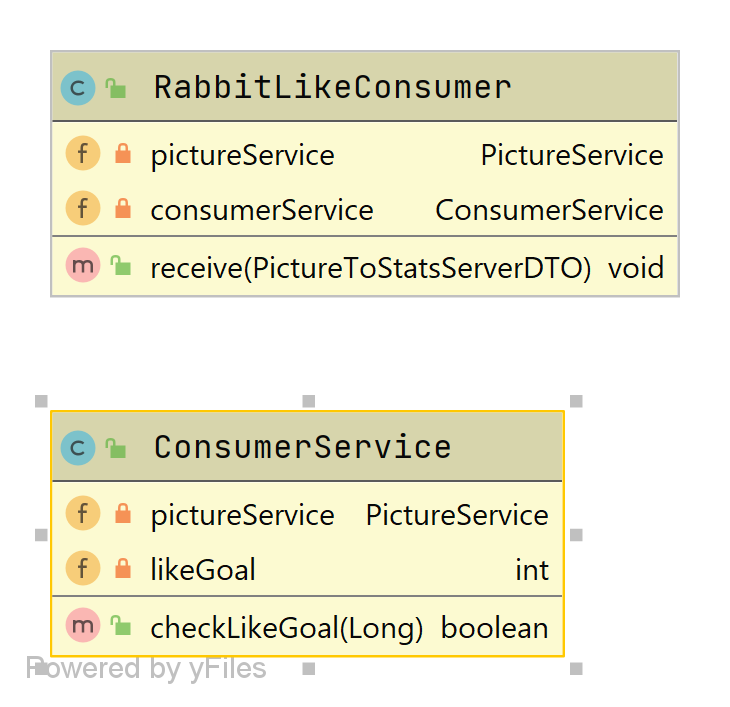 C RabbitLikeConsumer
f pictureService PictureService
f consumerService ConsumerService
m receive(PictureToStatsServerDTO) void
C ConsumerService
f pictureService PictureService
f likeGoal int
m checkLikeGoal(Long) boolean
Powered by yFiles